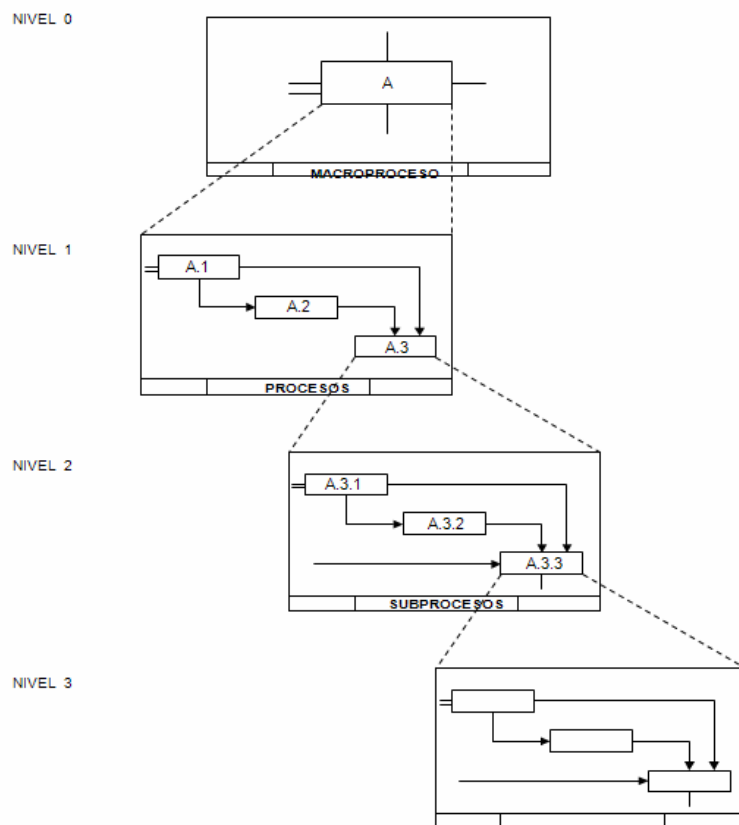 NIVEL 0
A
MACROPROCESO
NIVEL 1
A.1
A.2
A.3
PROCESOS
NIVEL 2
A.3.1
A.3.2
A.3.3
SUBPROCESOS
NIVEL 3